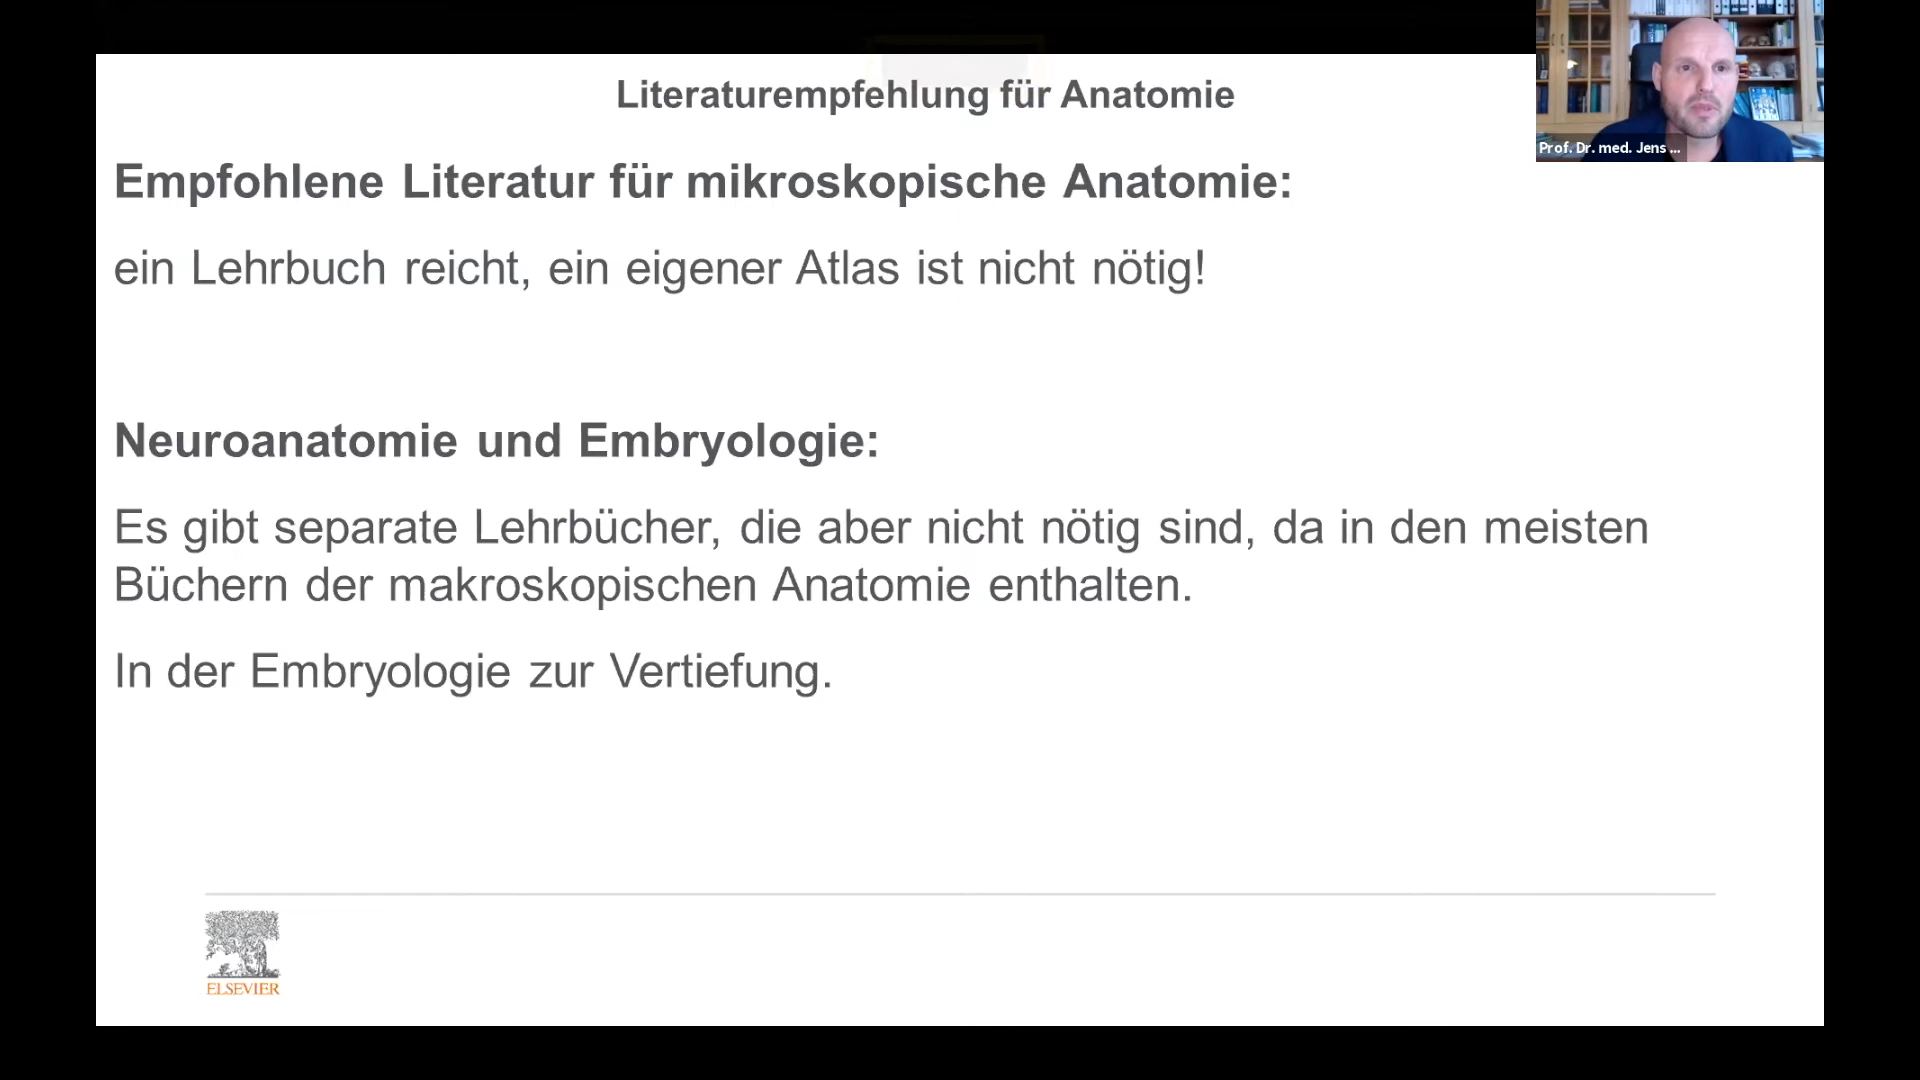 Literaturempfehlung für Anatomie
Prof. Dr. med. Jens ...
Empfohlene Literatur für mikroskopische Anatomie:
ein Lehrbuch reicht, ein eigener Atlas ist nicht nötig!
Neuroanatomie und Embryologie:
Es gibt separate Lehrbücher, die aber nicht nötig sind, da in den meisten
Büchern der makroskopischen Anatomie enthalten.
In der Embryologie zur Vertiefung.
ELSEVIER